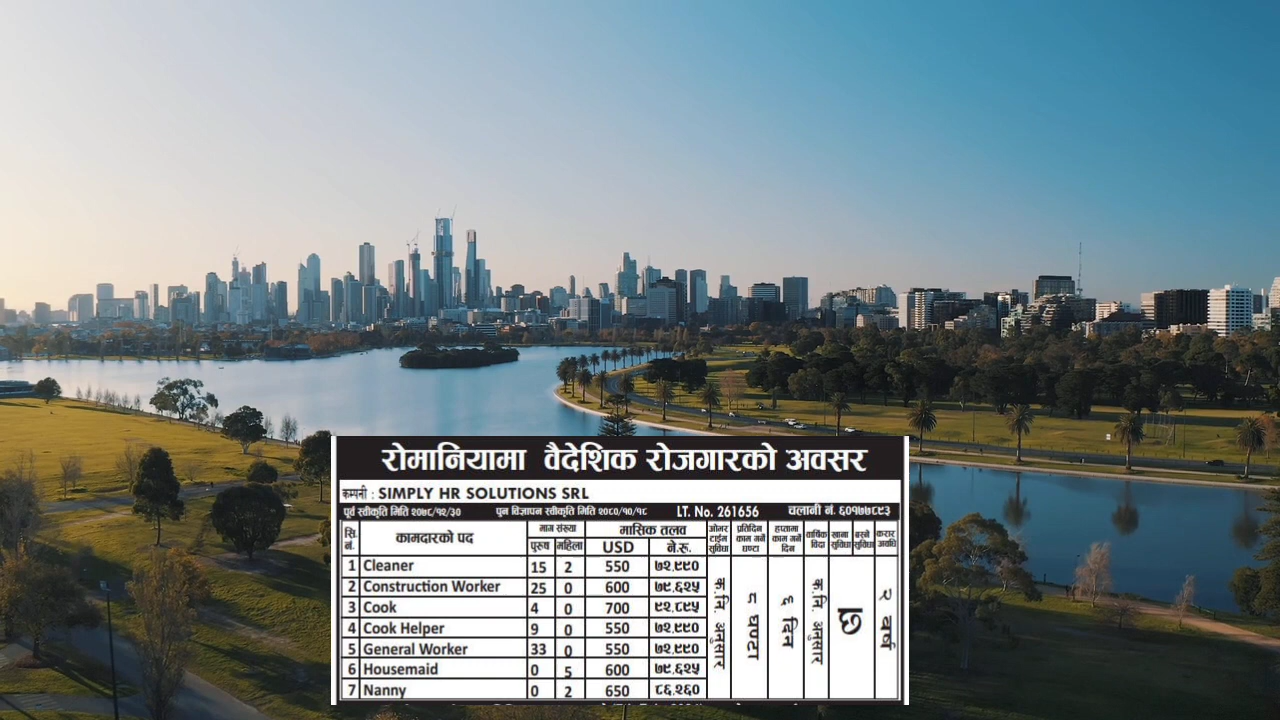 रोमानियामा वैदेशिक रोजगारको अवसर
कम्पनी : SIMPLY HR SOLUTIONS SRL
पूर्व स्वीकृति मिति २०७८/१२/३० पुन विज्ञापन स्वीकृति मिति २०८०/१०/१८ LT. No. 261656 चलानी नं. ६०१७७८९३
सि. नं. कामदारको पद माग संख्या मासिक तलव ओभर टाईम सुविधा प्रतिदिन काम गर्ने घण्टा हप्तामा काम गर्ने दिन वार्षिक विदा खाना सुविधा बस्ने सुविधा करार अवधि
पुरुष महिला USD ने.रू.
1 Cleaner 15 2 550 ७२,९९०
2 Construction Worker 25 0 600 ७९,६२५
3 Cook 4 0 700 ९२,८९५
4 Cook Helper 9 0 550 ७२,९९०
5 General Worker 33 0 550 ७२,९९०
6 Housemaid 0 5 600 ७९,६२५
7 Nanny 0 2 650 ८६,२६०
क.नि. अनुसार
८ घण्टा
६ दिन
क.नि. अनुसार
छ
२ वर्ष